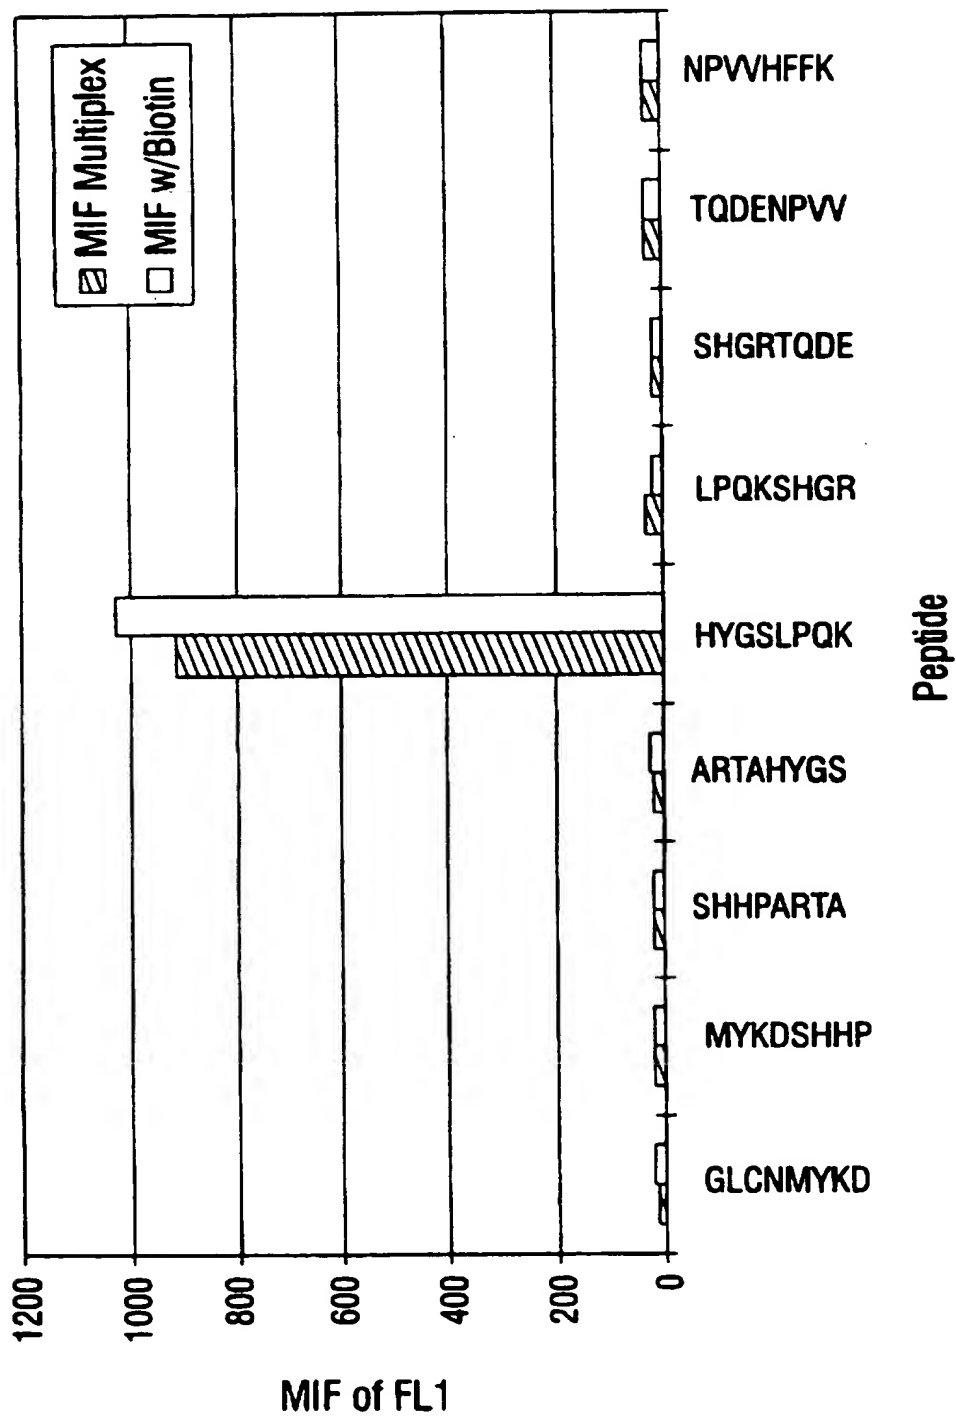 MIF Multiplex
MIF w/Biotin
1200
1000
800
600
400
200
0
MIF of FL1
GLCNMYKD
MYKDSHHP
SHHPARTA
ARTAHYGS
HYGSLPQK
LPQKSHGR
SHGRTQDE
TQDENPVV
NPVVHFFK
Peptide